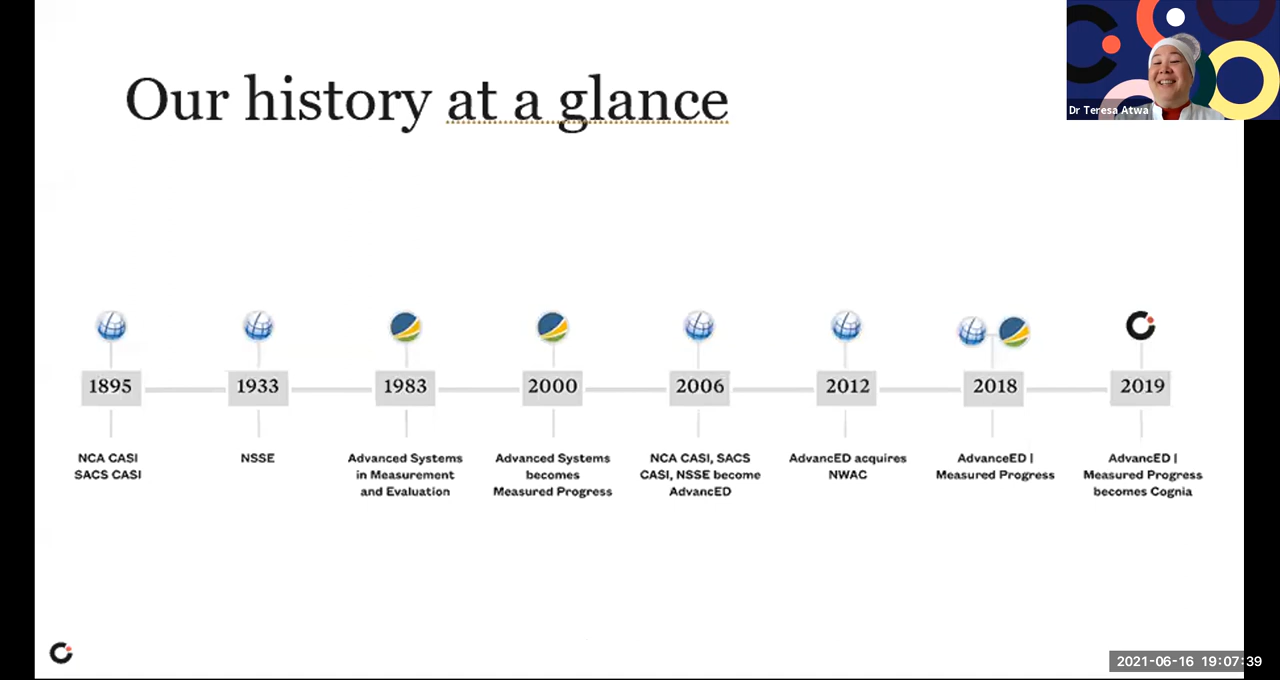 Our history at a glance
Dr Teresa Atwa
1895
1933
1983
2000
2006
2012
2018
2019
NCA CASI
SACS CASI
NSSE
Advanced Systems
in Measurement
and Evaluation
Advanced Systems
becomes
Measured Progress
NCA CASI, SACS
CASI, NSSE become
AdvancED
AdvancED acquires
NWAC
AdvanceED |
Measured Progress
AdvancED |
Measured Progress
becomes Cognia
2021-06-16 19:07:39